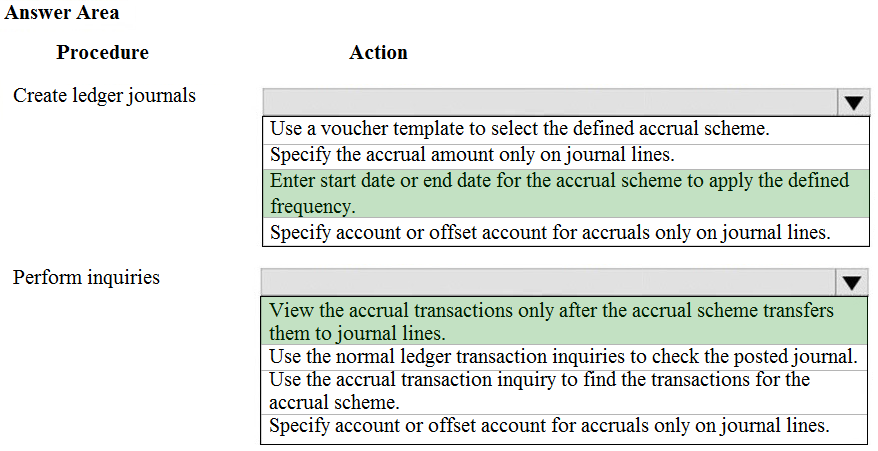 Answer Area
Procedure Action
Create ledger journals
Use a voucher template to select the defined accrual scheme.
Specify the accrual amount only on journal lines.
Enter start date or end date for the accrual scheme to apply the defined
frequency.
Specify account or offset account for accruals only on journal lines.
Perform inquiries
View the accrual transactions only after the accrual scheme transfers
them to journal lines.
Use the normal ledger transaction inquiries to check the posted journal.
Use the accrual transaction inquiry to find the transactions for the
accrual scheme.
Specify account or offset account for accruals only on journal lines.